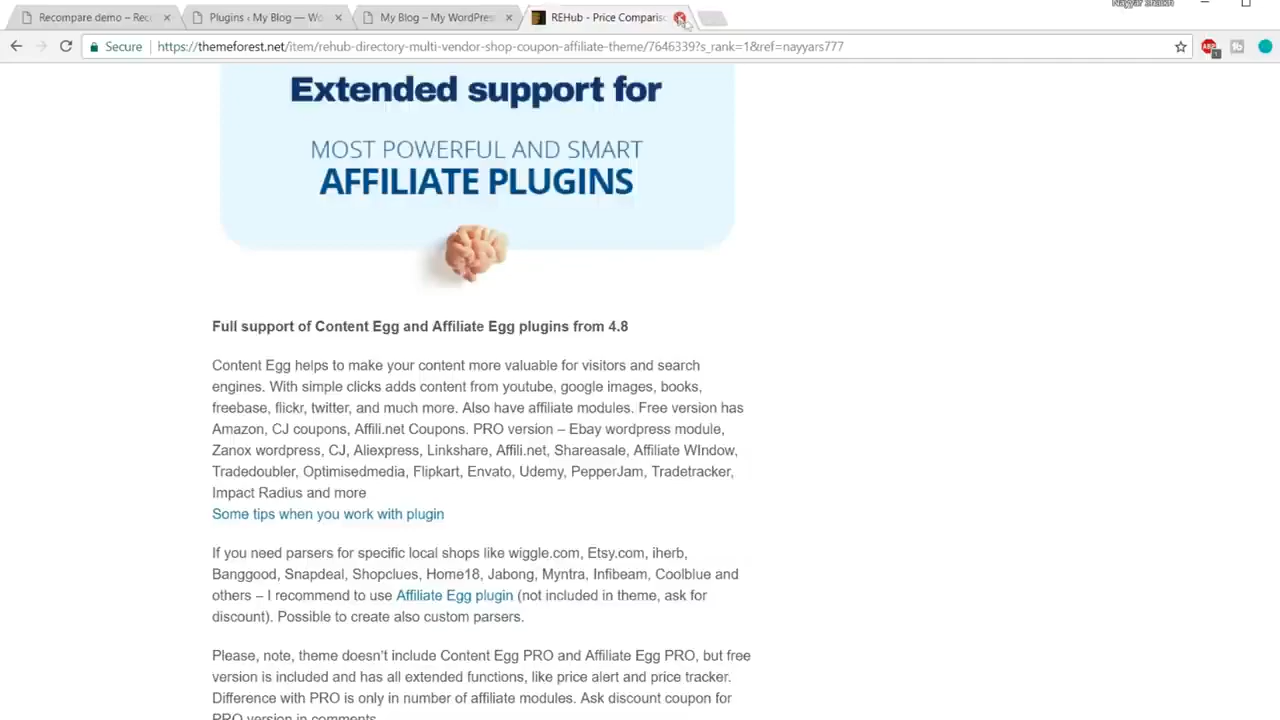 Recompare demo – Rec
Plugins ‹ My Blog — Wo
My Blog – My WordPres
REHub - Price Comparis
Secure
https://themeforest.net/item/rehub-directory-multi-vendor-shop-coupon-affiliate-theme/7646339?s_rank=1&ref=nayyars777
Extended support for
MOST POWERFUL AND SMART
AFFILIATE PLUGINS
Full support of Content Egg and Affiliate Egg plugins from 4.8
Content Egg helps to make your content more valuable for visitors and search
engines. With simple clicks adds content from youtube, google images, books,
freebase, flickr, twitter, and much more. Also have affiliate modules. Free version has
Amazon, CJ coupons, Affili.net Coupons. PRO version – Ebay wordpress module,
Zanox wordpress, CJ, Aliexpress, Linkshare, Affili.net, Shareasale, Affiliate WIndow,
Tradedoubler, Optimisedmedia, Flipkart, Envato, Udemy, PepperJam, Tradetracker,
Impact Radius and more
Some tips when you work with plugin
If you need parsers for specific local shops like wiggle.com, Etsy.com, iherb,
Banggood, Snapdeal, Shopclues, Home18, Jabong, Myntra, Infibeam, Coolblue and
others – I recommend to use Affiliate Egg plugin (not included in theme, ask for
discount). Possible to create also custom parsers.
Please, note, theme doesn't include Content Egg PRO and Affiliate Egg PRO, but free
version is included and has all extended functions, like price alert and price tracker.
Difference with PRO is only in number of affiliate modules. Ask discount coupon for
PRO version in comments